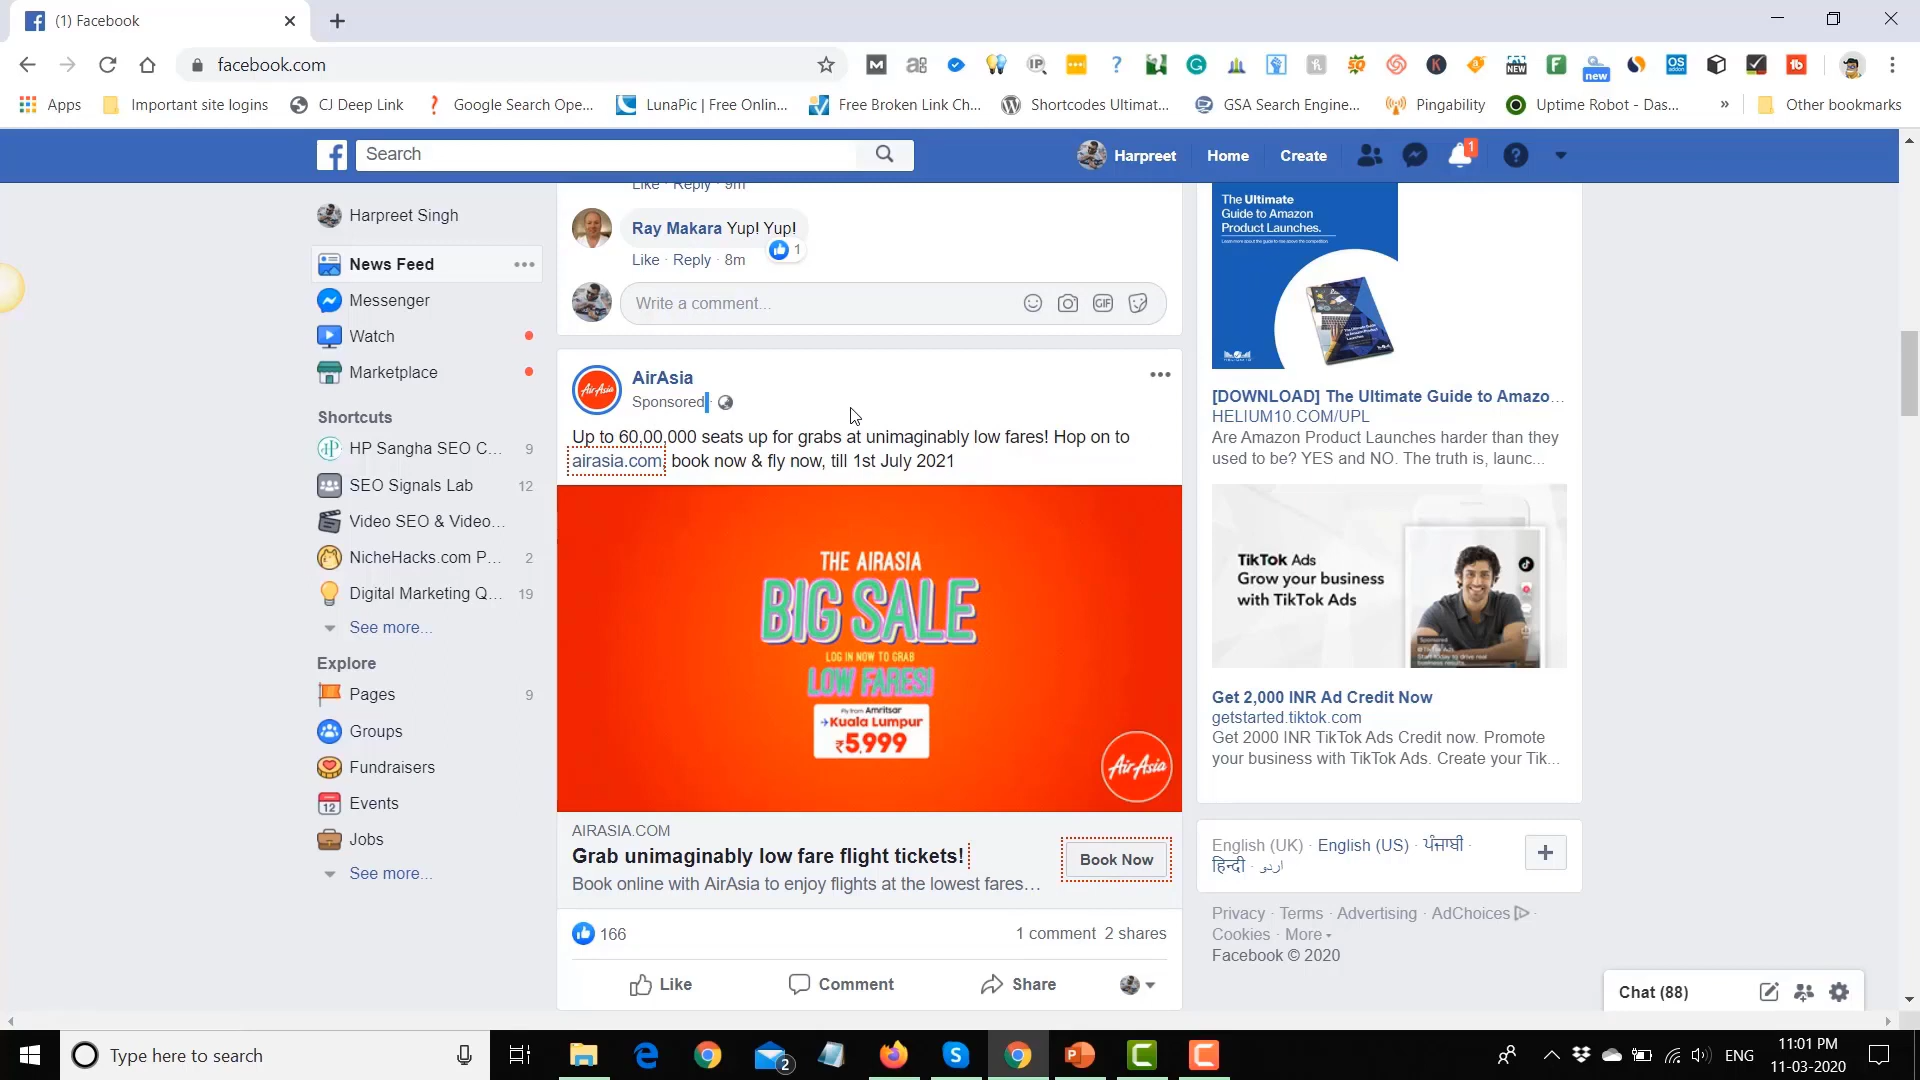 (1) Facebook
facebook.com
Apps
Important site logins
CJ Deep Link
Google Search Ope...
LunaPic | Free Onlin...
Free Broken Link Ch...
Shortcodes Ultimat...
GSA Search Engine...
Pingability
Uptime Robot - Das...
Other bookmarks
Search
Harpreet
Home
Create
1
Harpreet Singh
News Feed
Messenger
Watch
Marketplace
Shortcuts
HP Sangha SEO C... 9
SEO Signals Lab 12
Video SEO & Video...
NicheHacks.com P... 2
Digital Marketing Q... 19
See more...
Explore
Pages 9
Groups
Fundraisers
Events
Jobs
See more...
Like · Reply · 9m
Ray Makara Yup! Yup!
1
Like · Reply · 8m
Write a comment...
GIF
AirAsia
Sponsored ·
Up to 60,00,000 seats up for grabs at unimaginably low fares! Hop on to
airasia.com, book now & fly now, till 1st July 2021
THE AIRASIA
BIG SALE
LOG IN NOW TO GRAB
LOW FARES!
Fly from Amritsar
Kuala Lumpur
₹5,999
AirAsia
AIRASIA.COM
Grab unimaginably low fare flight tickets!
Book Now
Book online with AirAsia to enjoy flights at the lowest fares...
166
1 comment 2 shares
Like
Comment
Share
The Ultimate
Guide to Amazon
Product Launches.
[DOWNLOAD] The Ultimate Guide to Amazo...
HELIUM10.COM/UPL
Are Amazon Product Launches harder than they
used to be? YES and NO. The truth is, launc...
TikTok Ads
Grow your business
with TikTok Ads
Get 2,000 INR Ad Credit Now
getstarted.tiktok.com
Get 2000 INR TikTok Ads Credit now. Promote
your business with TikTok Ads. Create your Tik...
English (UK) · English (US) · ਪੰਜਾਬੀ ·
हिन्दी · اردو
Privacy · Terms · Advertising · AdChoices ·
Cookies · More
Facebook © 2020
Chat (88)
Type here to search
2
ENG
11:01 PM
11-03-2020